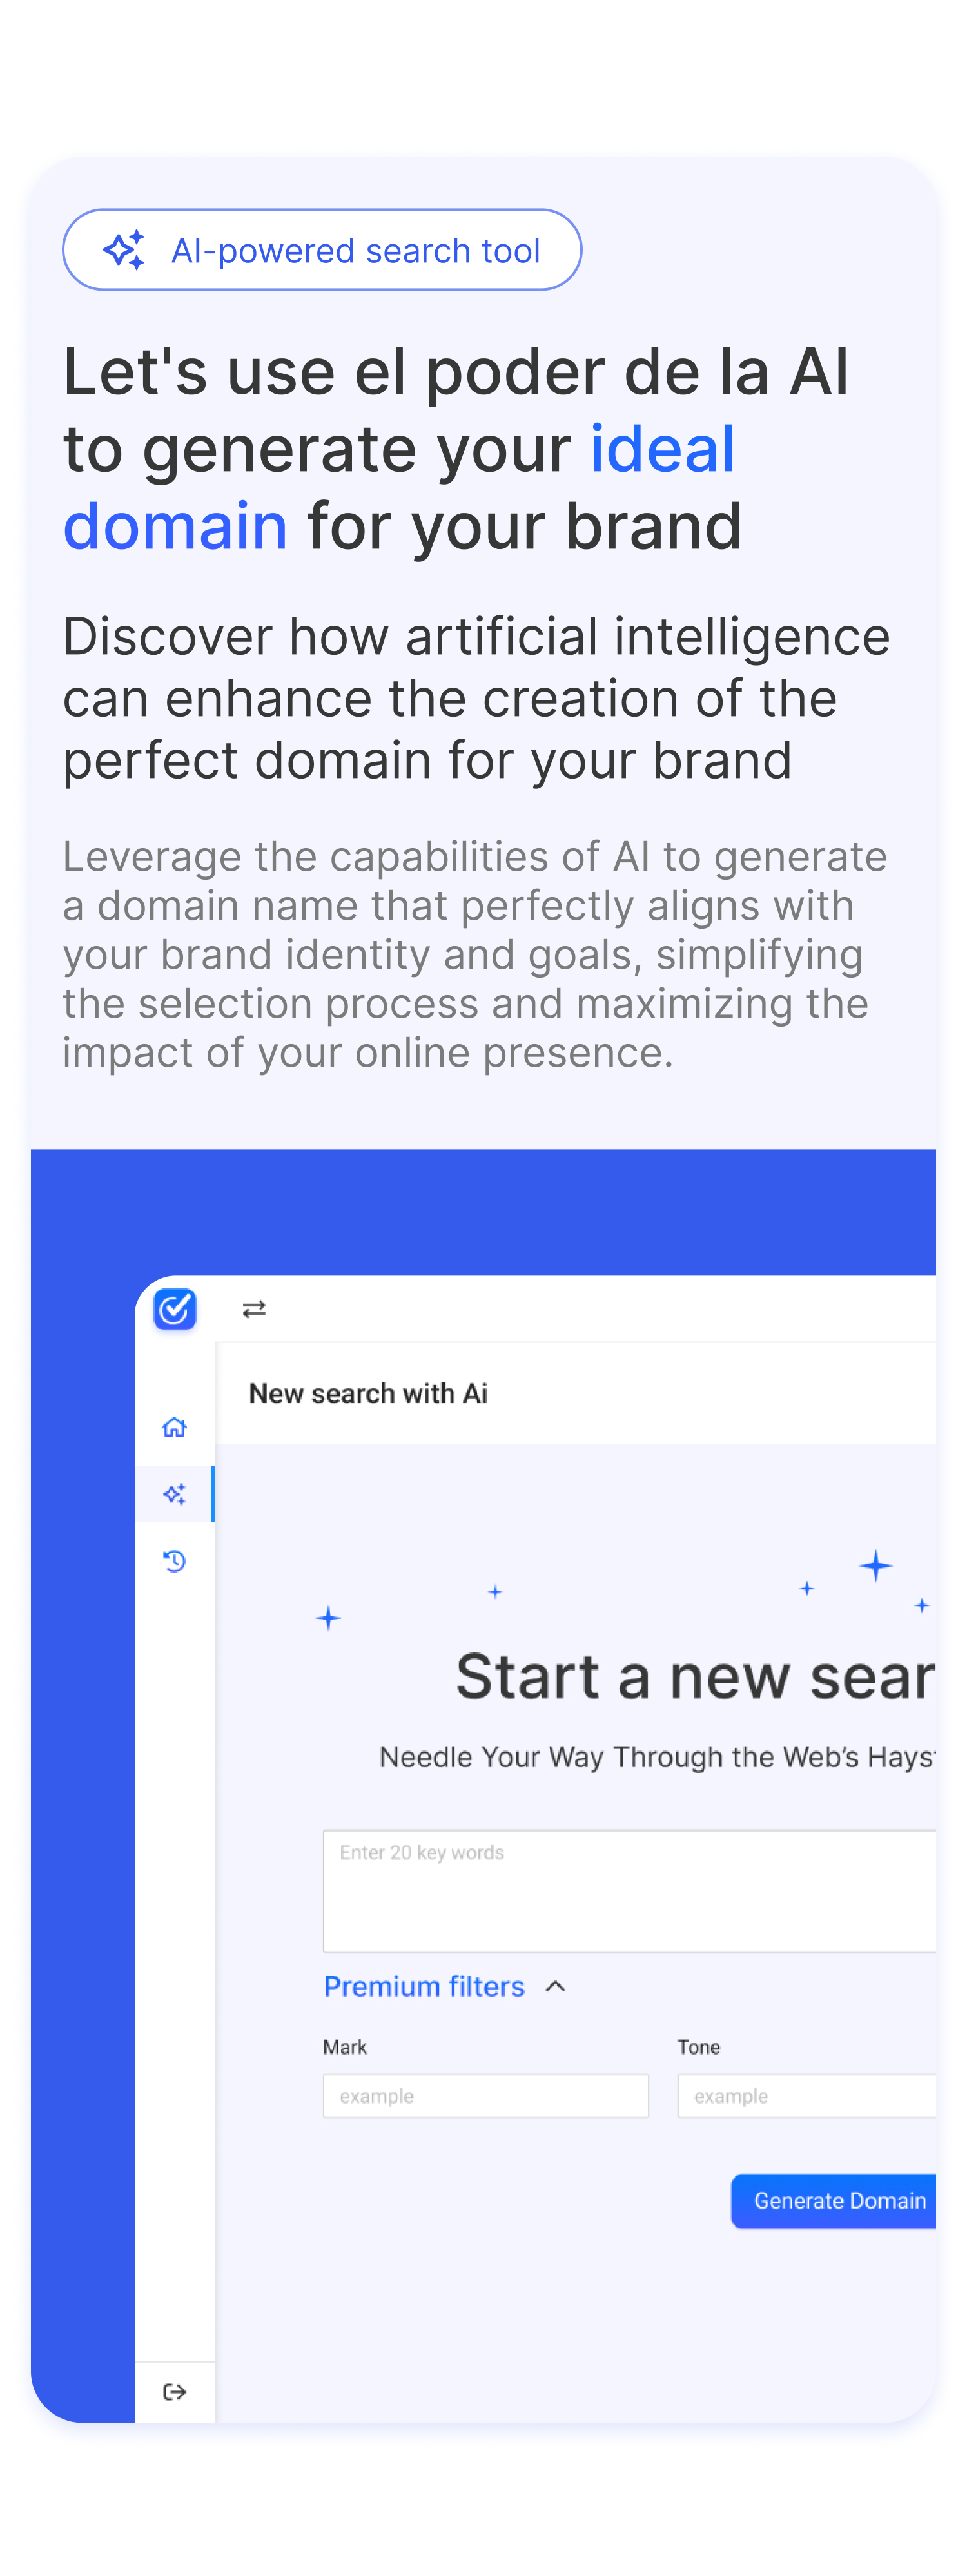 AI-powered search tool
Let's use el poder de la AI
to generate your ideal
domain for your brand
Discover how artificial intelligence
can enhance the creation of the
perfect domain for your brand
Leverage the capabilities of AI to generate
a domain name that perfectly aligns with
your brand identity and goals, simplifying
the selection process and maximizing the
impact of your online presence.
New search with Ai
Start a new sear
Needle Your Way Through the Web’s Hays
Enter 20 key words
Premium filters
Mark
Tone
example
example
Generate Domain